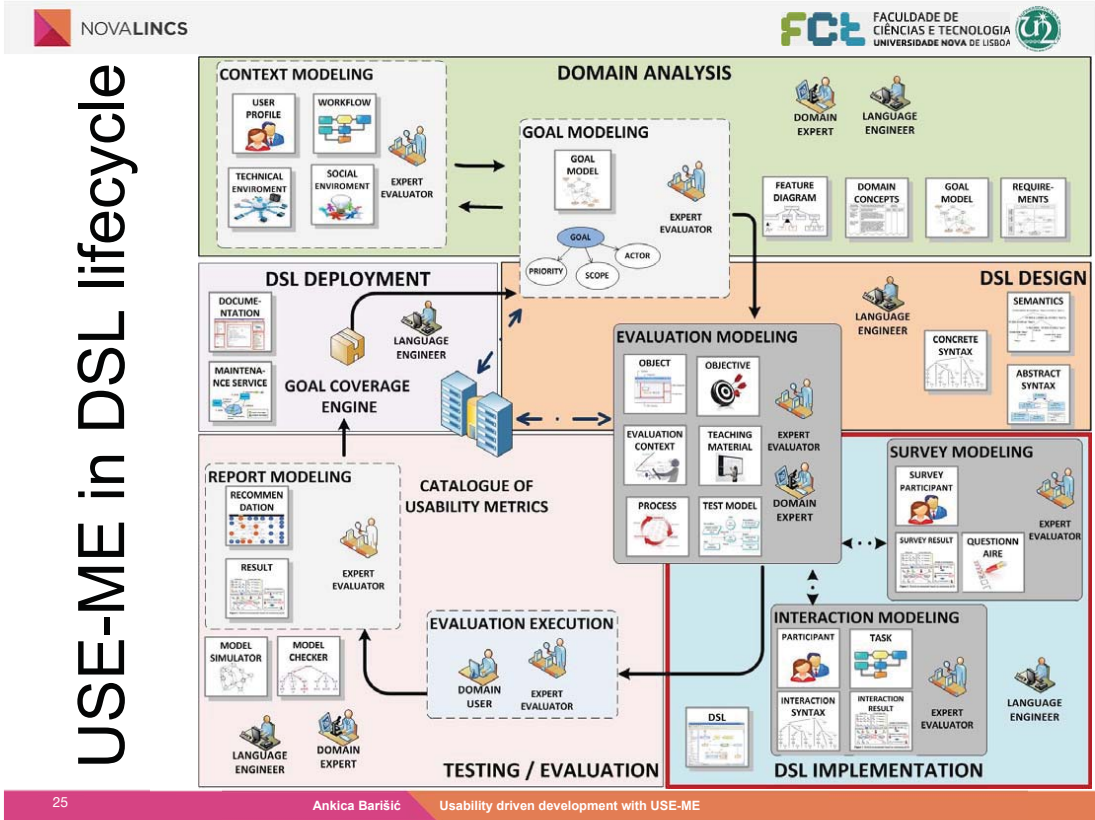 NOVALINCS
FCt
FACULDADE DE
CIÊNCIAS E TECNOLOGIA
UNIVERSIDADE NOVA DE LISBOA
USE-ME in DSL lifecycle
DOMAIN ANALYSIS
CONTEXT MODELING
USER
PROFILE
WORKFLOW
TECHNICAL
ENVIROMENT
SOCIAL
ENVIROMENT
EXPERT
EVALUATOR
GOAL MODELING
GOAL
MODEL
EXPERT
EVALUATOR
GOAL
PRIORITY
SCOPE
ACTOR
DOMAIN
EXPERT
LANGUAGE
ENGINEER
FEATURE
DIAGRAM
DOMAIN
CONCEPTS
GOAL
MODEL
REQUIRE-
MENTS
DSL DEPLOYMENT
DOCUME-
NTATION
MAINTENA-
NCE SERVICE
LANGUAGE
ENGINEER
GOAL COVERAGE
ENGINE
DSL DESIGN
LANGUAGE
ENGINEER
SEMANTICS
CONCRETE
SYNTAX
ABSTRACT
SYNTAX
EVALUATION MODELING
OBJECT
OBJECTIVE
EVALUATION
CONTEXT
TEACHING
MATERIAL
PROCESS
TEST MODEL
EXPERT
EVALUATOR
DOMAIN
EXPERT
CATALOGUE OF
USABILITY METRICS
REPORT MODELING
RECOMMEN
DATION
RESULT
EXPERT
EVALUATOR
MODEL
SIMULATOR
MODEL
CHECKER
LANGUAGE
ENGINEER
DOMAIN
EXPERT
EVALUATION EXECUTION
DOMAIN
USER
EXPERT
EVALUATOR
TESTING / EVALUATION
SURVEY MODELING
SURVEY
PARTICIPANT
SURVEY RESULT
QUESTIONN
AIRE
EXPERT
EVALUATOR
INTERACTION MODELING
PARTICIPANT
TASK
INTERACTION
SYNTAX
INTERACTION
RESULT
EXPERT
EVALUATOR
LANGUAGE
ENGINEER
DSL
DSL IMPLEMENTATION
25
Ankica Barišić
Usability driven development with USE-ME